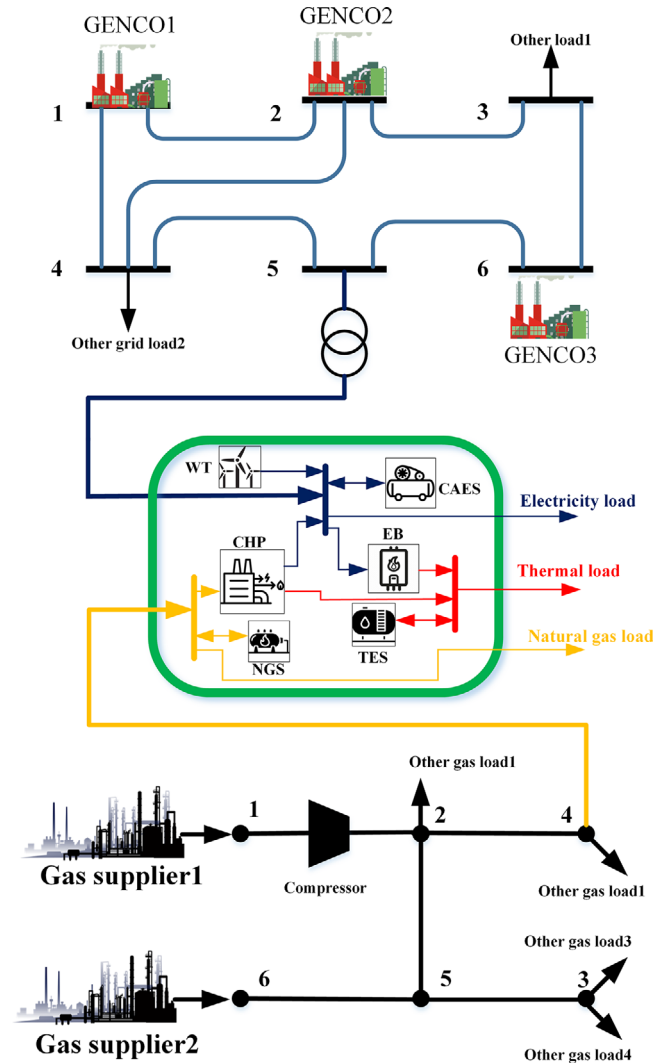 GENCO1
GENCO2
Other load1
1
2
3
4
5
6
Other grid load2
GENCO3
WT
CAES
Electricity load
CHP
EB
Thermal load
NGS
TES
Natural gas load
Other gas load1
1
2
4
Gas supplier1
Compressor
Other gas load1
Other gas load3
6
5
3
Gas supplier2
Other gas load4